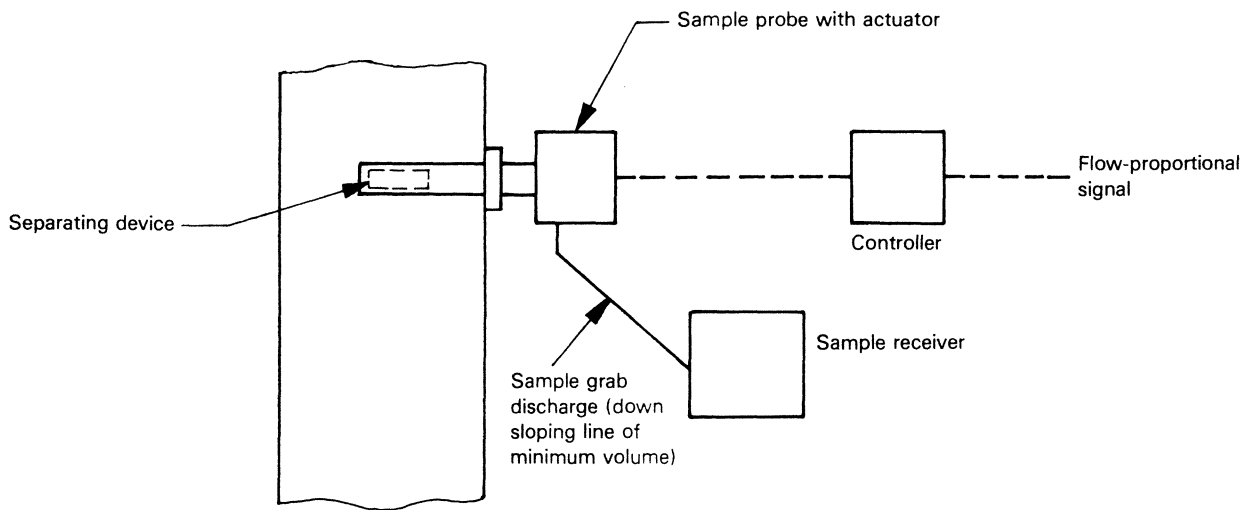 Sample probe with actuator
Flow-proportional
signal
Separating device
Controller
Sample receiver
Sample grab
discharge (down
sloping line of
minimum volume)